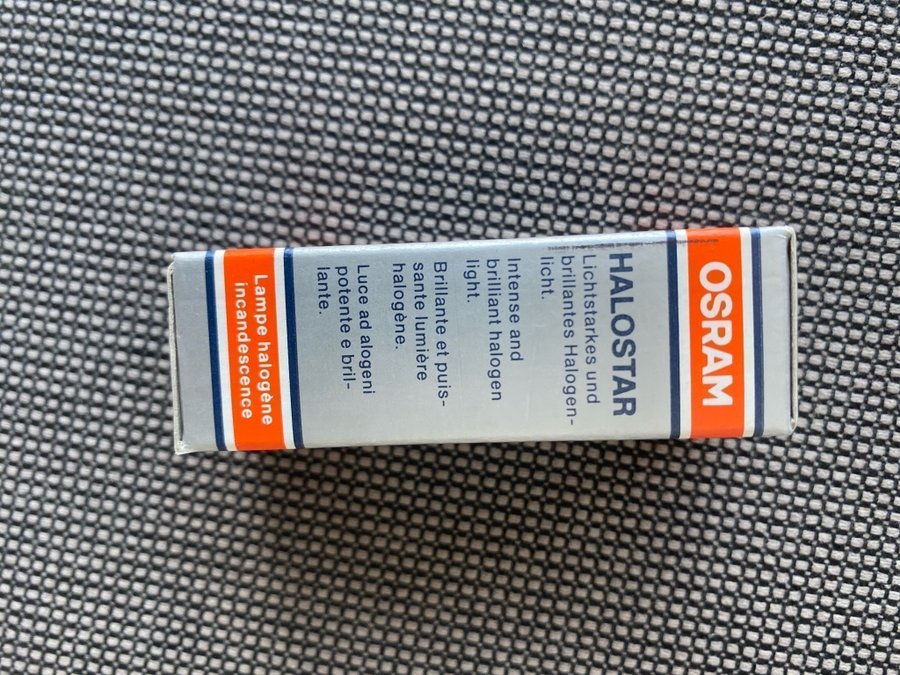 OSRAM
HALOSTAR
Lichtstarkes und
brillantes Halogen-
licht.
Intense and
brilliant halogen
light.
Brillante et puis-
sante lumière
halogène.
Luce ad alogeni
potente e bril-
lante.
Lampe halogène
incandescence